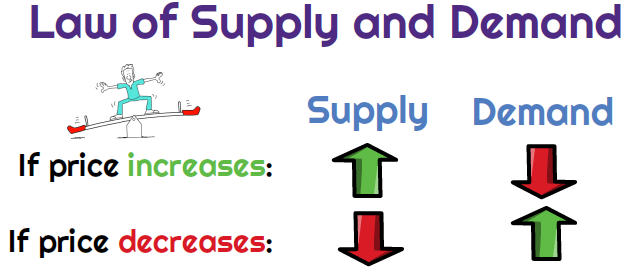 Law of Supply and Demand
Supply Demand
If price increases:
If price decreases: